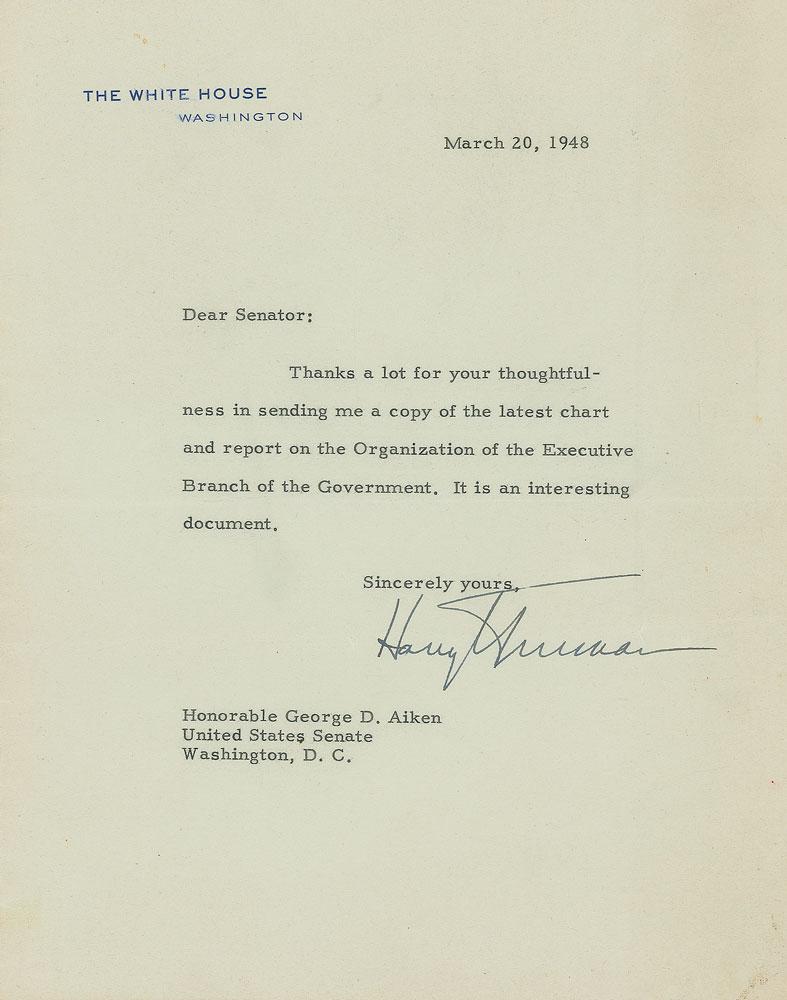 THE WHITE HOUSE
WASHINGTON
March 20, 1948
Dear Senator:
Thanks a lot for your thoughtful-
ness in sending me a copy of the latest chart
and report on the Organization of the Executive
Branch of the Government. It is an interesting
document.
Sincerely yours,
Harry Truman
Honorable George D. Aiken
United States Senate
Washington, D. C.